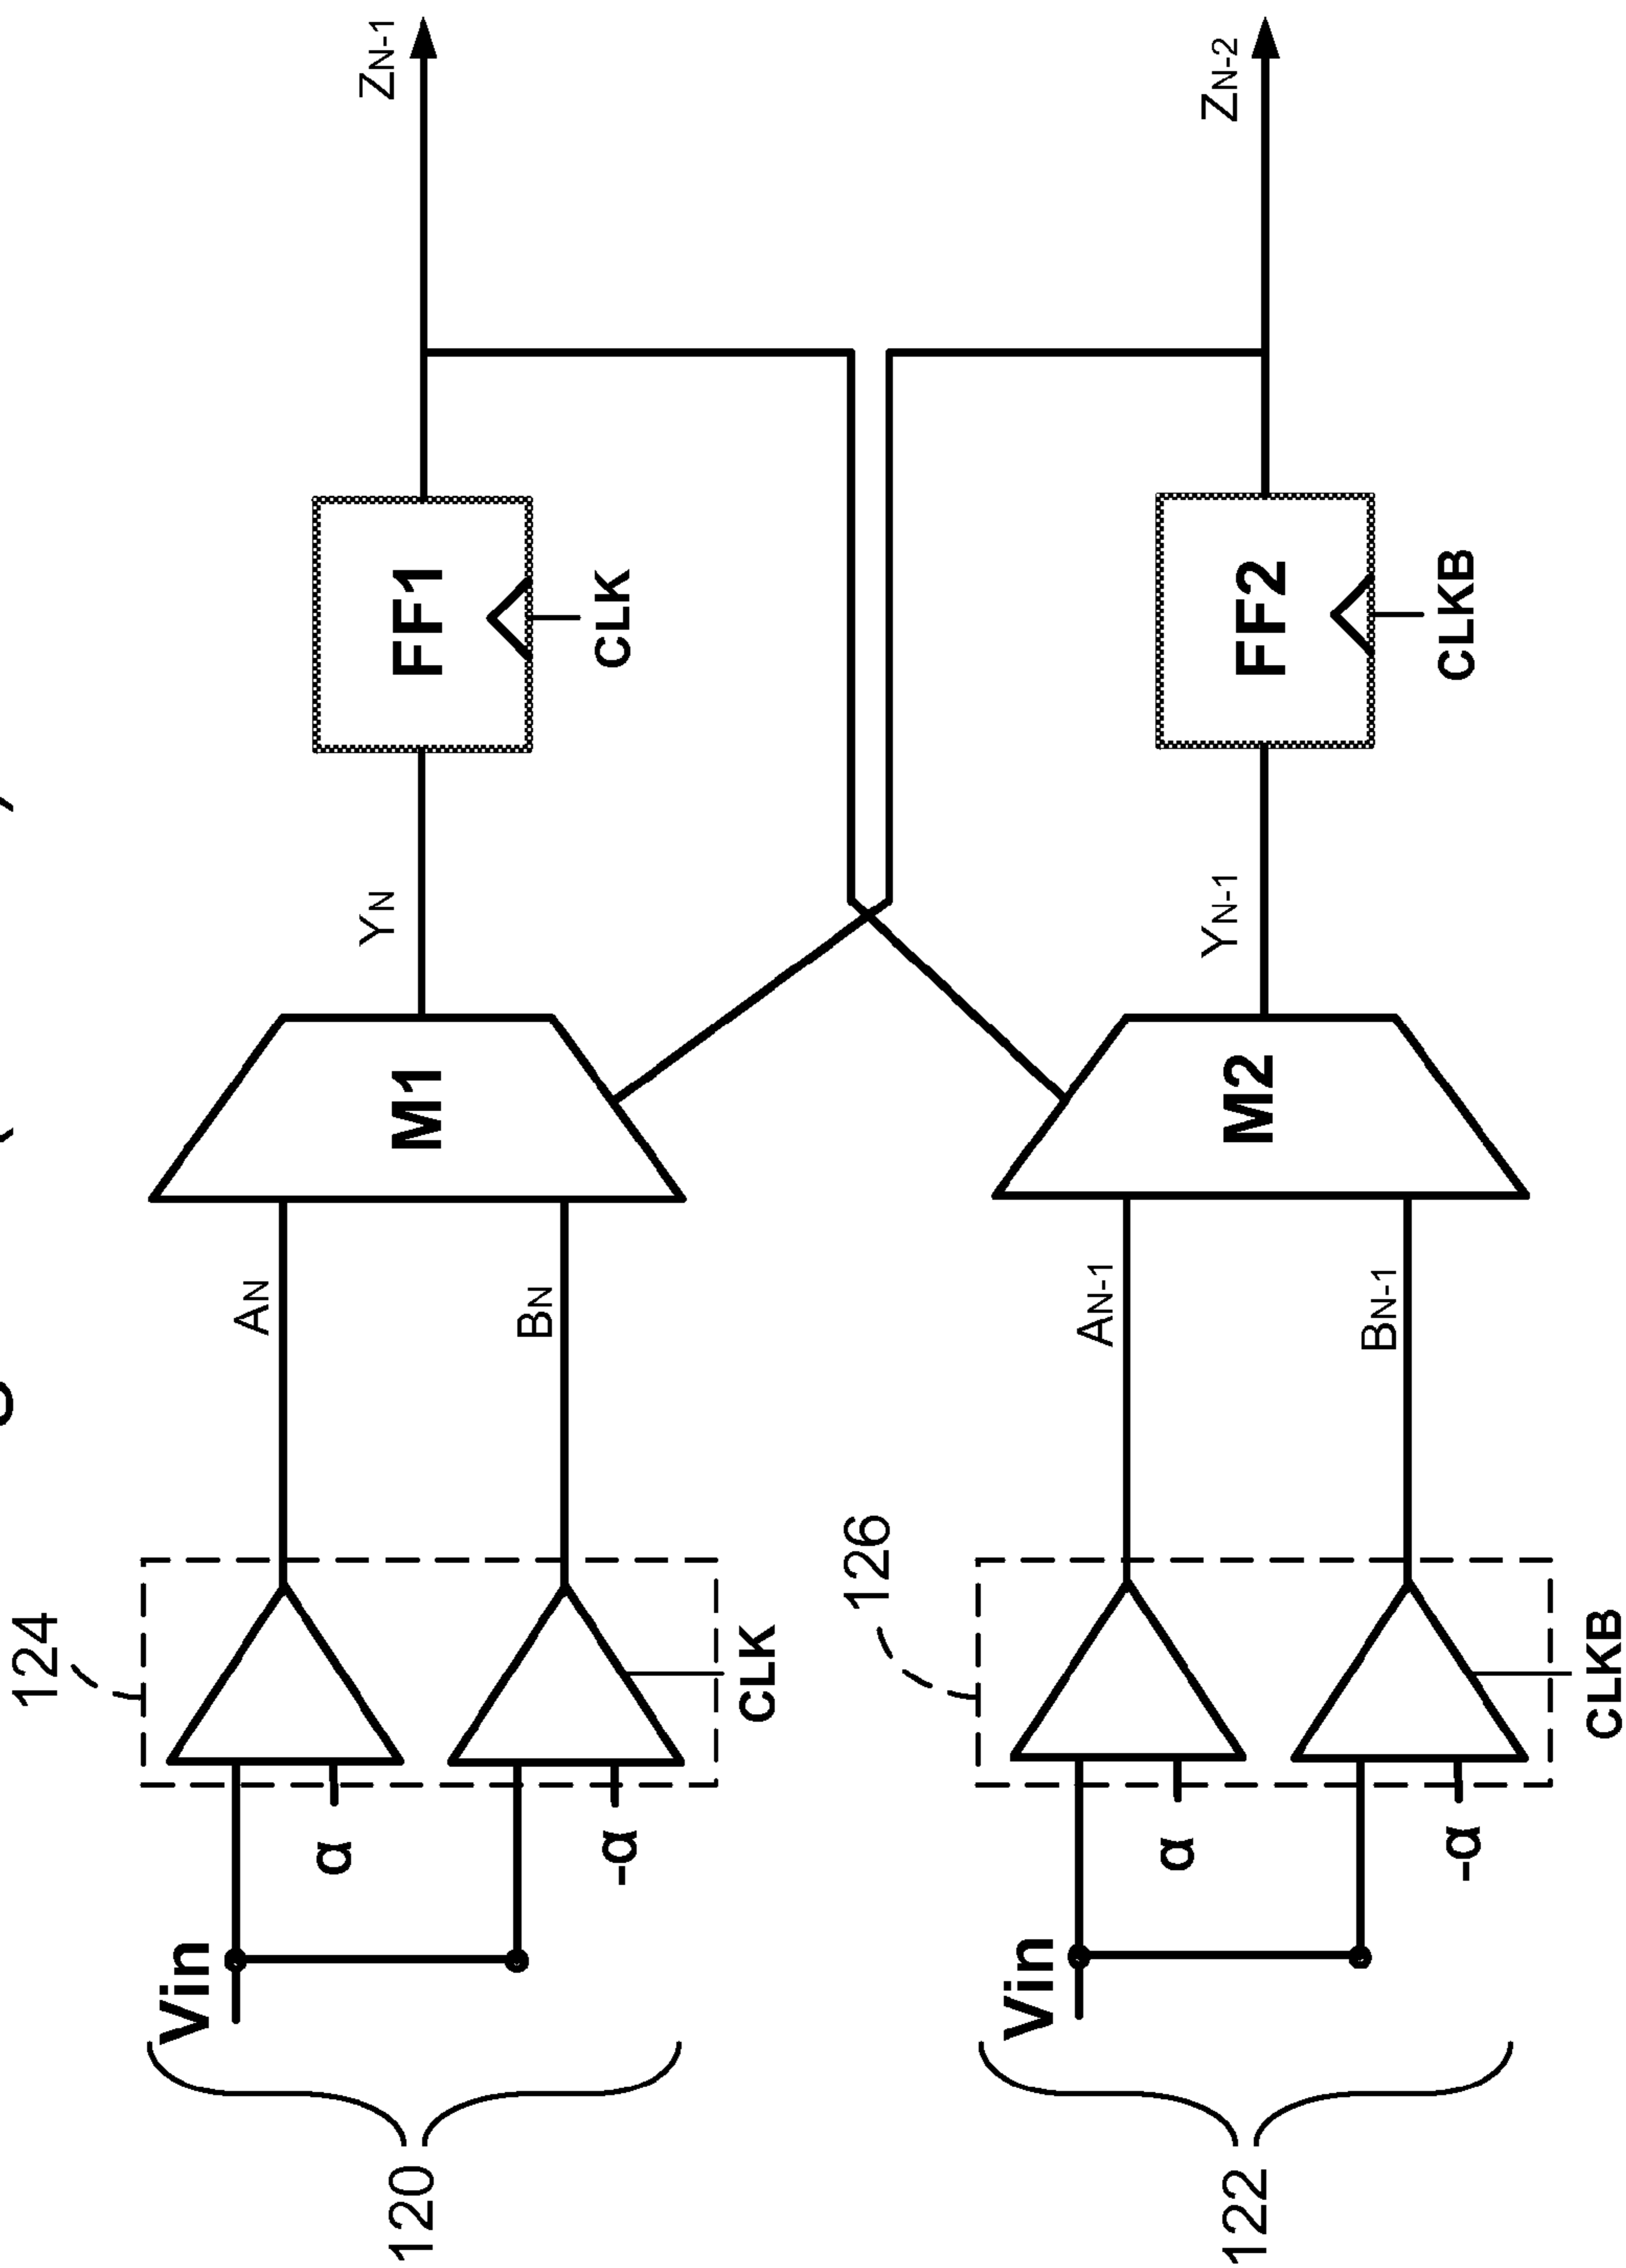 124
Vin
AN
YN
ZN-1
α
M1
FF1
120
BN
-α
CLK
CLK
126
Vin
AN-1
YN-1
ZN-2
α
M2
FF2
122
BN-1
-α
CLKB
CLKB